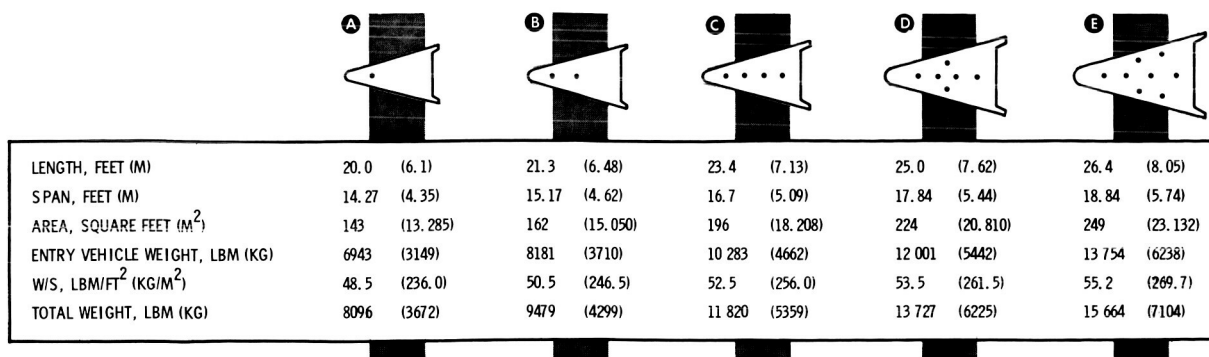 A B C D E
LENGTH, FEET (M) 20.0 (6.1) 21.3 (6.48) 23.4 (7.13) 25.0 (7.62) 26.4 (8.05)
SPAN, FEET (M) 14.27 (4.35) 15.17 (4.62) 16.7 (5.09) 17.84 (5.44) 18.84 (5.74)
AREA, SQUARE FEET (M²) 143 (13.285) 162 (15.050) 196 (18.208) 224 (20.810) 249 (23.132)
ENTRY VEHICLE WEIGHT, LBM (KG) 6943 (3149) 8181 (3710) 10 283 (4662) 12 001 (5442) 13 754 (6238)
W/S, LBM/FT² (KG/M²) 48.5 (236.0) 50.5 (246.5) 52.5 (256.0) 53.5 (261.5) 55.2 (269.7)
TOTAL WEIGHT, LBM (KG) 8096 (3672) 9479 (4299) 11 820 (5359) 13 727 (6225) 15 664 (7104)